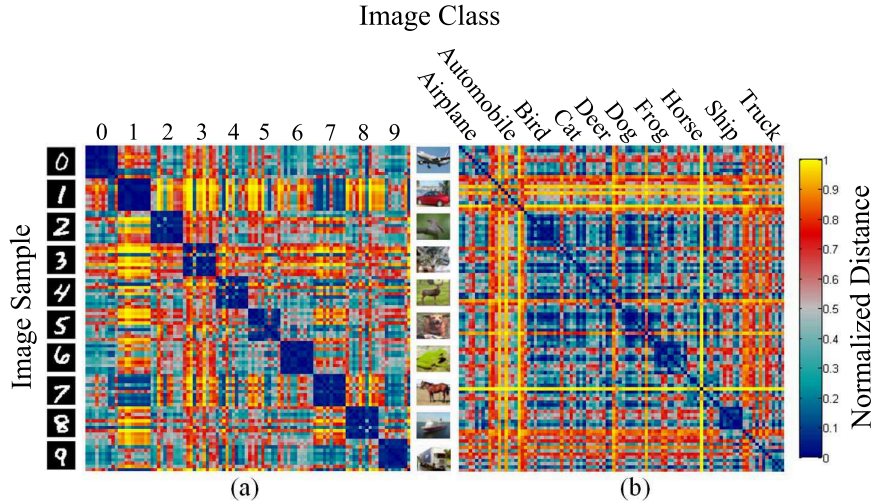 Image Class
Airplane
Automobile
Bird
Cat
Deer
Dog
Frog
Horse
Ship
Truck
0 1 2 3 4 5 6 7 8 9
Image Sample
0
1
2
3
4
5
6
7
8
9
1
0.9
0.8
0.7
0.6
0.5
0.4
0.3
0.2
0.1
0
Normalized Distance
(a)
(b)